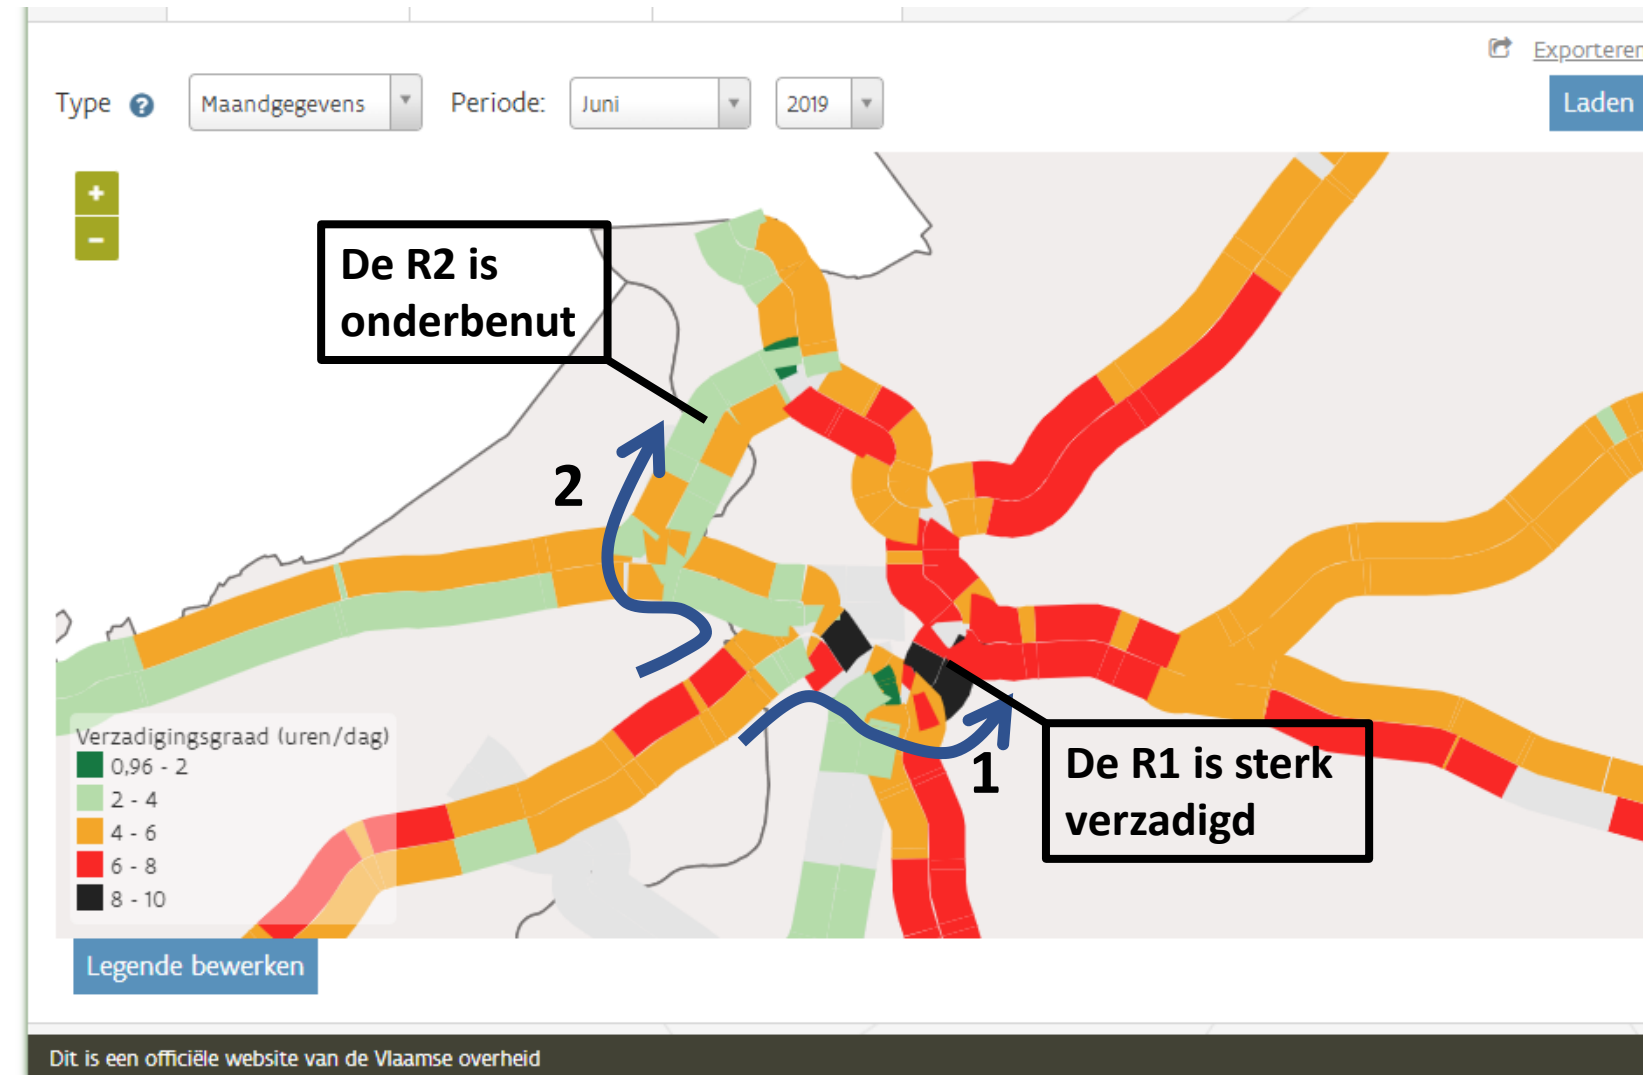 Exporteren
Type ? Maandgegevens Periode: Juni 2019 Laden
+
-
De R2 is
onderbenut
2
Verzadigingsgraad (uren/dag)
0,96 - 2
2 - 4
4 - 6
6 - 8
8 - 10
1
De R1 is sterk
verzadigd
Legende bewerken
Dit is een officiële website van de Vlaamse overheid